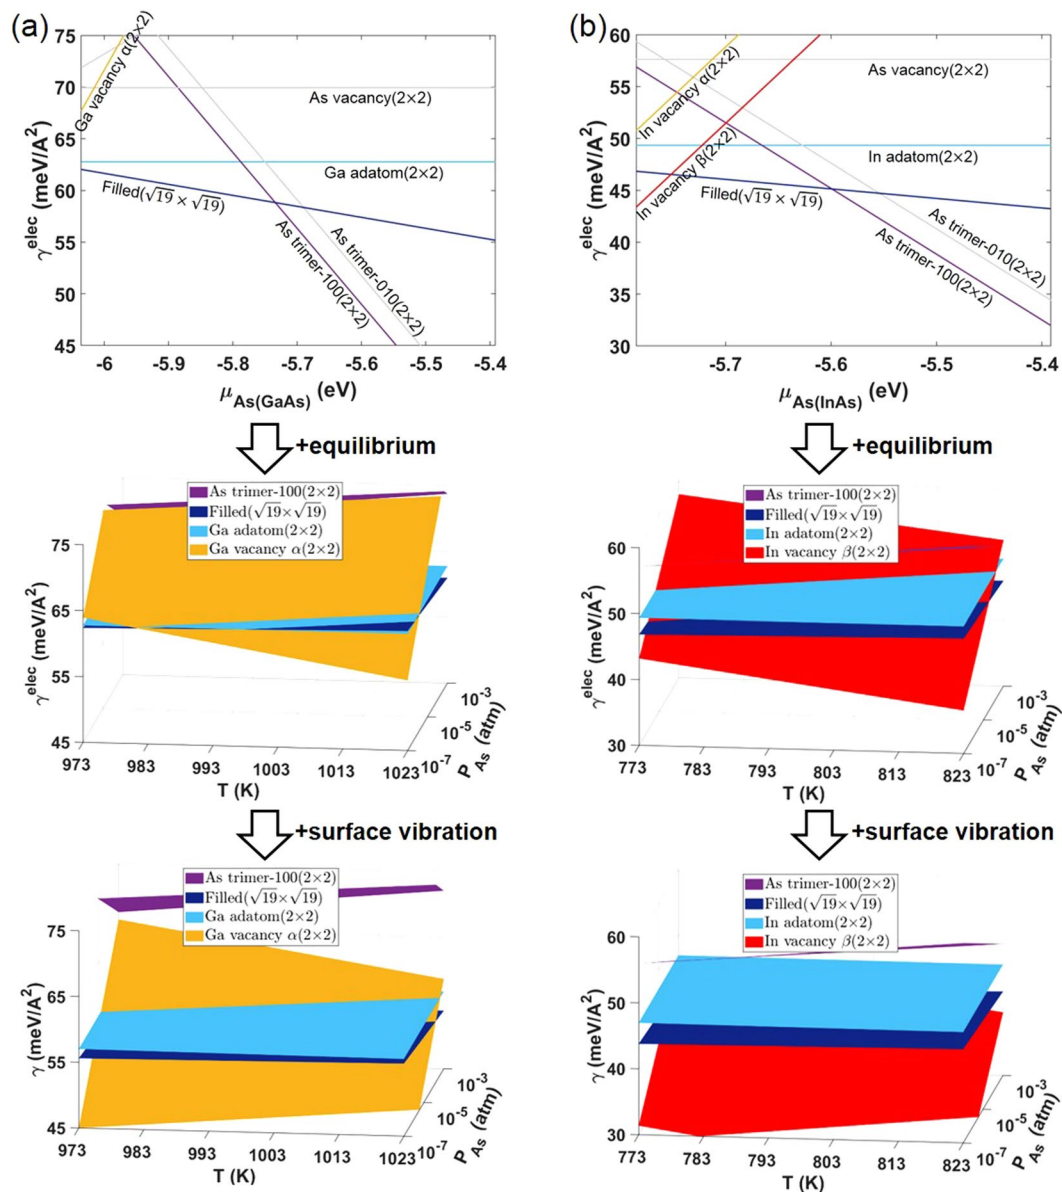 (a)
75
70
65
60
55
50
45
γ^elec (meV/A²)
Ga vacancy α(2×2)
As vacancy(2×2)
Ga adatom(2×2)
Filled(√19 × √19)
As trimer-010(2×2)
As trimer-100(2×2)
-6 -5.9 -5.8 -5.7 -5.6 -5.5 -5.4
μ_As(GaAs) (eV)
(b)
60
55
50
45
40
35
30
γ^elec (meV/A²)
In vacancy α(2×2)
In vacancy β(2×2)
As vacancy(2×2)
In adatom(2×2)
Filled(√19 × √19)
As trimer-010(2×2)
As trimer-100(2×2)
-5.7 -5.6 -5.5 -5.4
μ_As(InAs) (eV)
+equilibrium
+equilibrium
As trimer-100(2×2)
Filled(√19×√19)
Ga adatom(2×2)
Ga vacancy α(2×2)
75
65
55
45
γ^elec (meV/A²)
973 983 993 1003 1013 1023
T (K)
10⁻³
10⁻⁵
10⁻⁷
P_As (atm)
As trimer-100(2×2)
Filled(√19×√19)
In adatom(2×2)
In vacancy β(2×2)
60
50
40
30
γ^elec (meV/A²)
773 783 793 803 813 823
T (K)
10⁻³
10⁻⁵
10⁻⁷
P_As (atm)
+surface vibration
+surface vibration
As trimer-100(2×2)
Filled(√19×√19)
Ga adatom(2×2)
Ga vacancy α(2×2)
75
65
55
45
γ (meV/A²)
973 983 993 1003 1013 1023
T (K)
10⁻³
10⁻⁵
10⁻⁷
P_As (atm)
As trimer-100(2×2)
Filled(√19×√19)
In adatom(2×2)
In vacancy β(2×2)
60
50
40
30
γ (meV/A²)
773 783 793 803 813 823
T (K)
10⁻³
10⁻⁵
10⁻⁷
P_As (atm)